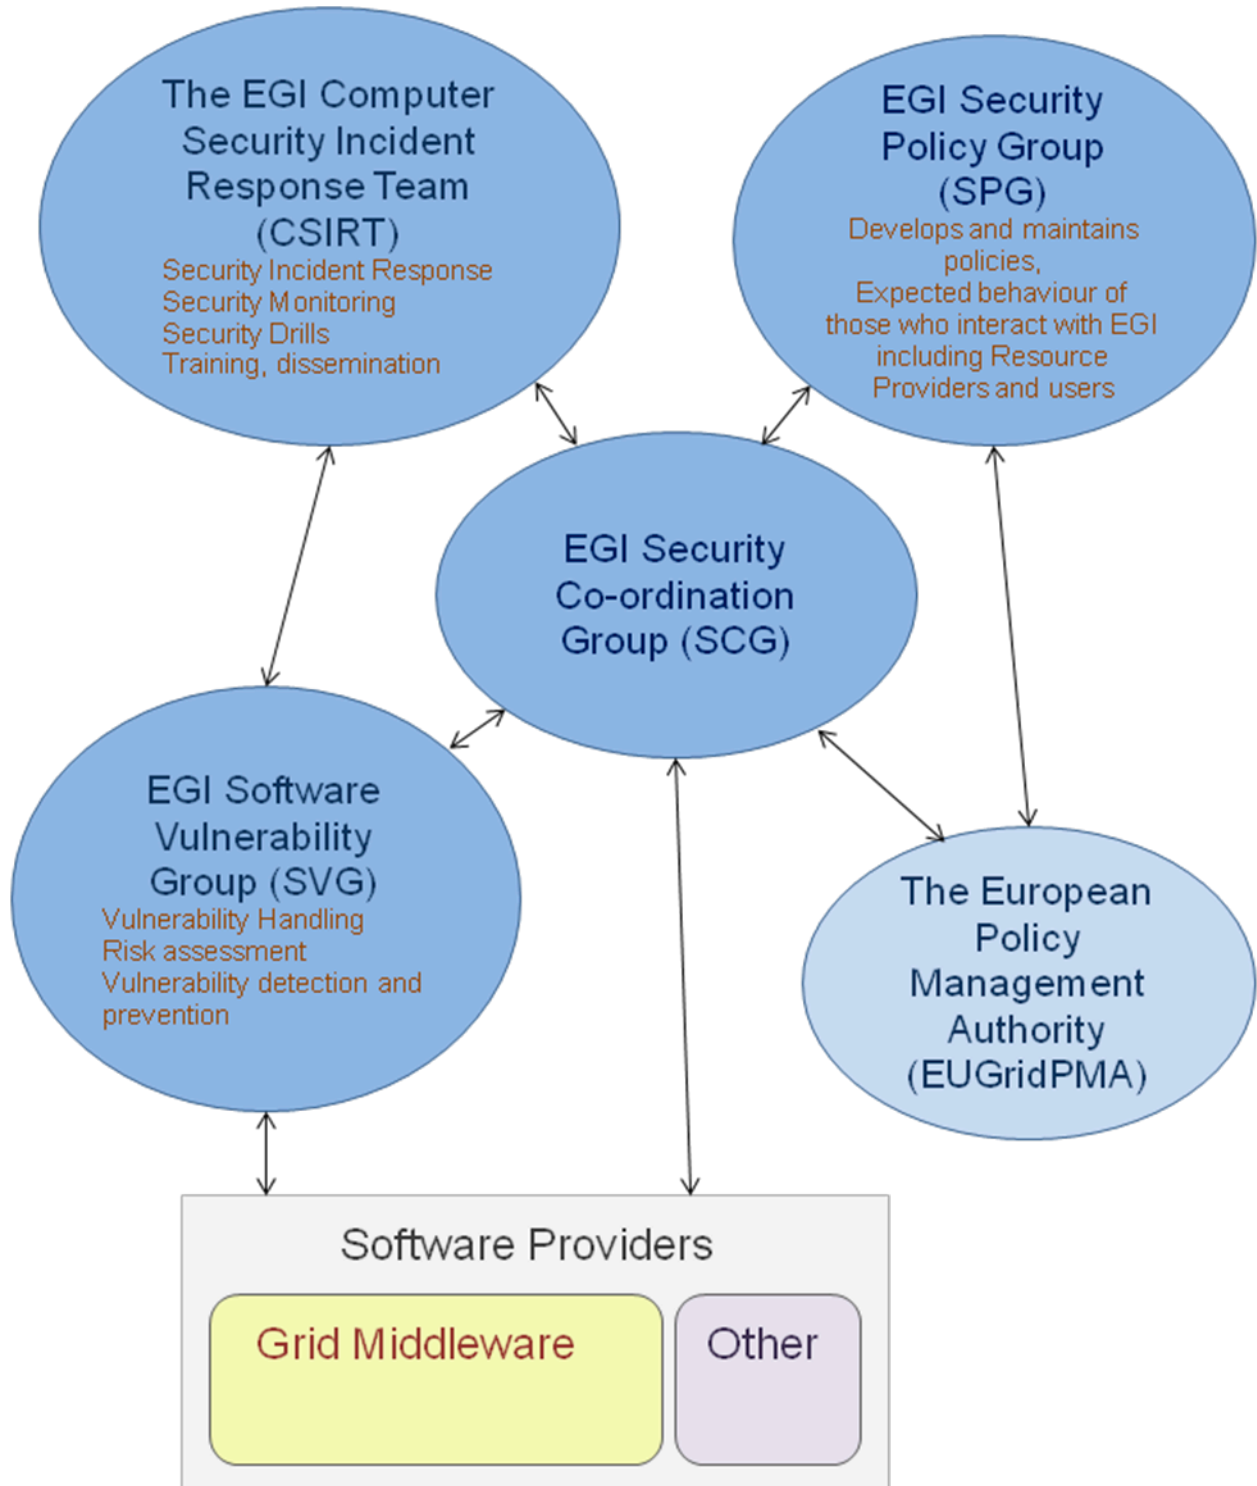 The EGI Computer
Security Incident
Response Team
(CSIRT)
Security Incident Response
Security Monitoring
Security Drills
Training, dissemination
EGI Security
Policy Group
(SPG)
Develops and maintains
policies,
Expected behaviour of
those who interact with EGI
including Resource
Providers and users
EGI Security
Co-ordination
Group (SCG)
EGI Software
Vulnerability
Group (SVG)
Vulnerability Handling
Risk assessment
Vulnerability detection and
prevention
The European
Policy
Management
Authority
(EUGridPMA)
Software Providers
Grid Middleware
Other